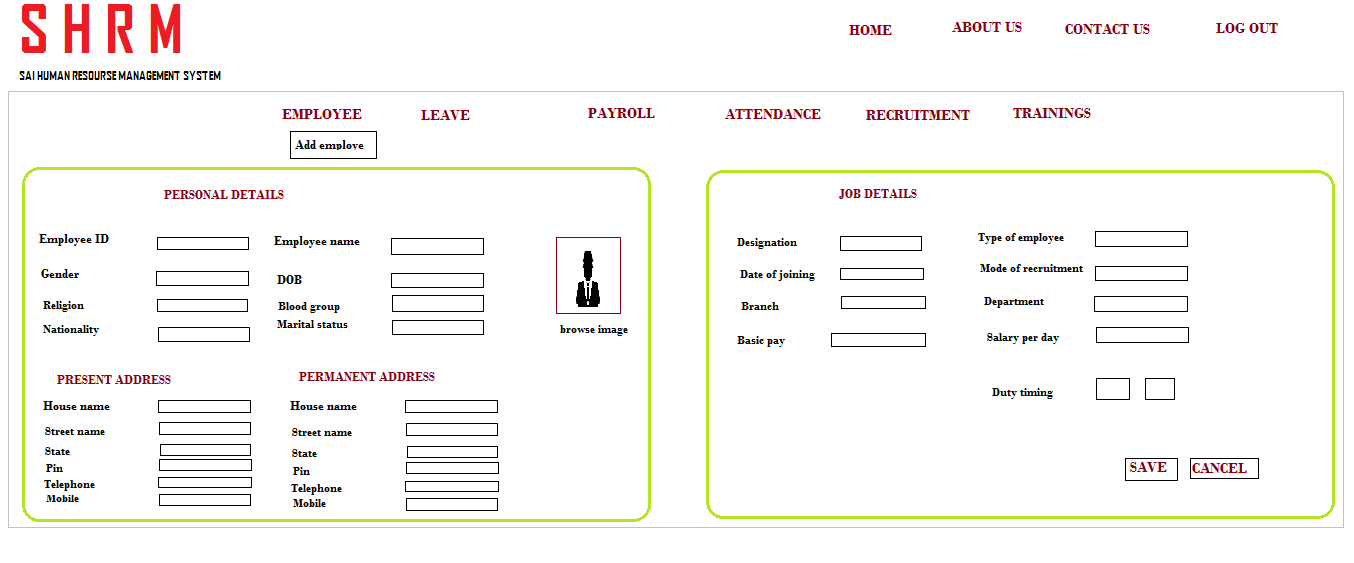 SHRM
SAI HUMAN RESOURSE MANAGEMENT SYSTEM
HOME ABOUT US CONTACT US LOG OUT
EMPLOYEE LEAVE PAYROLL ATTENDANCE RECRUITMENT TRAININGS
Add employe
PERSONAL DETAILS
Employee ID Employee name
Gender DOB
Religion Blood group
Nationality Marital status
browse image
PRESENT ADDRESS PERMANENT ADDRESS
House name House name
Street name Street name
State State
Pin Pin
Telephone Telephone
Mobile Mobile
JOB DETAILS
Designation Type of employee
Date of joining Mode of recruitment
Branch Department
Basic pay Salary per day
Duty timing
SAVE CANCEL